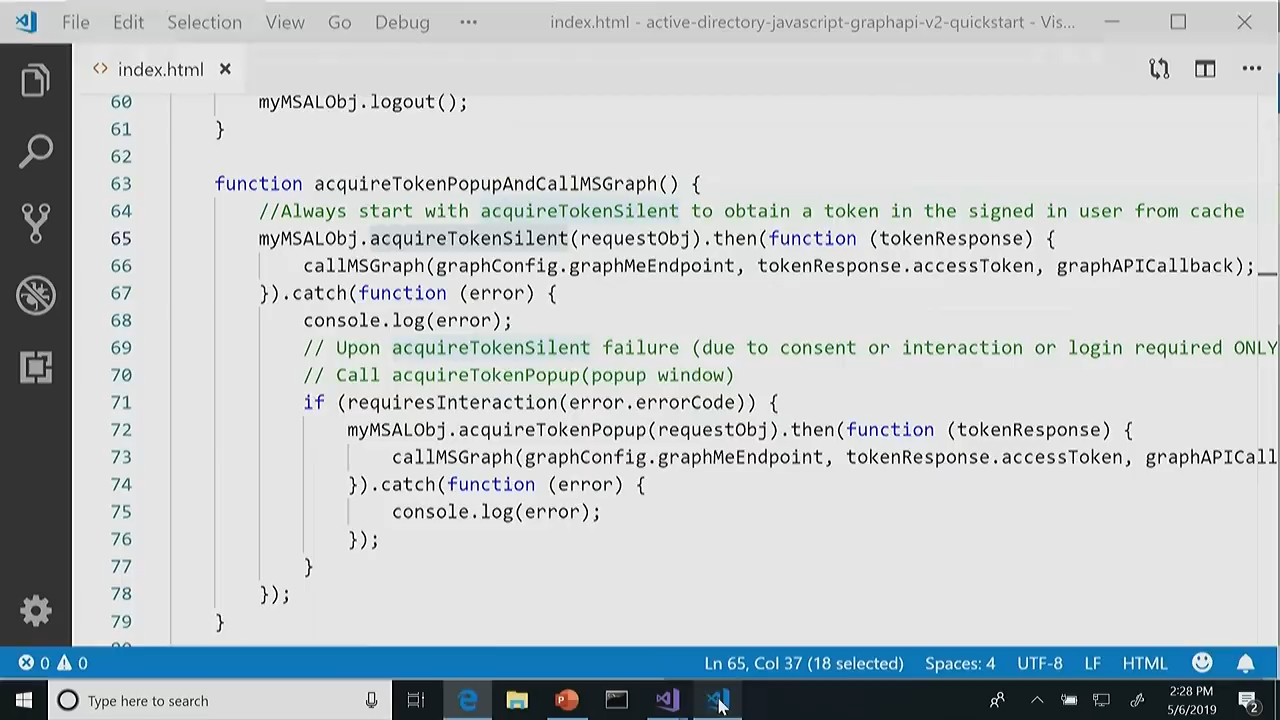 File Edit Selection View Go Debug ··· index.html - active-directory-javascript-graphapi-v2-quickstart - Vis...
<> index.html
60 myMSALObj.logout();
61 }
62
63 function acquireTokenPopupAndCallMSGraph() {
64 //Always start with acquireTokenSilent to obtain a token in the signed in user from cache
65 myMSALObj.acquireTokenSilent(requestObj).then(function (tokenResponse) {
66 callMSGraph(graphConfig.graphMeEndpoint, tokenResponse.accessToken, graphAPICallback);
67 }).catch(function (error) {
68 console.log(error);
69 // Upon acquireTokenSilent failure (due to consent or interaction or login required ONLY
70 // Call acquireTokenPopup(popup window)
71 if (requiresInteraction(error.errorCode)) {
72 myMSALObj.acquireTokenPopup(requestObj).then(function (tokenResponse) {
73 callMSGraph(graphConfig.graphMeEndpoint, tokenResponse.accessToken, graphAPICall
74 }).catch(function (error) {
75 console.log(error);
76 });
77 }
78 });
79 }
0 0 Ln 65, Col 37 (18 selected) Spaces: 4 UTF-8 LF HTML
Type here to search
2:28 PM
5/6/2019
2